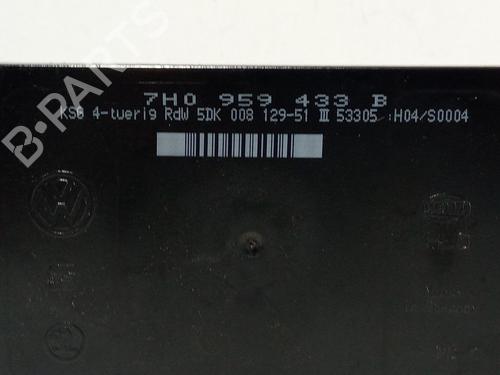 7H0 959 433 B
KSG 4-tuerig RdW 5DK 008 129-51 III 53305 :H04/S0004
B-PARTS